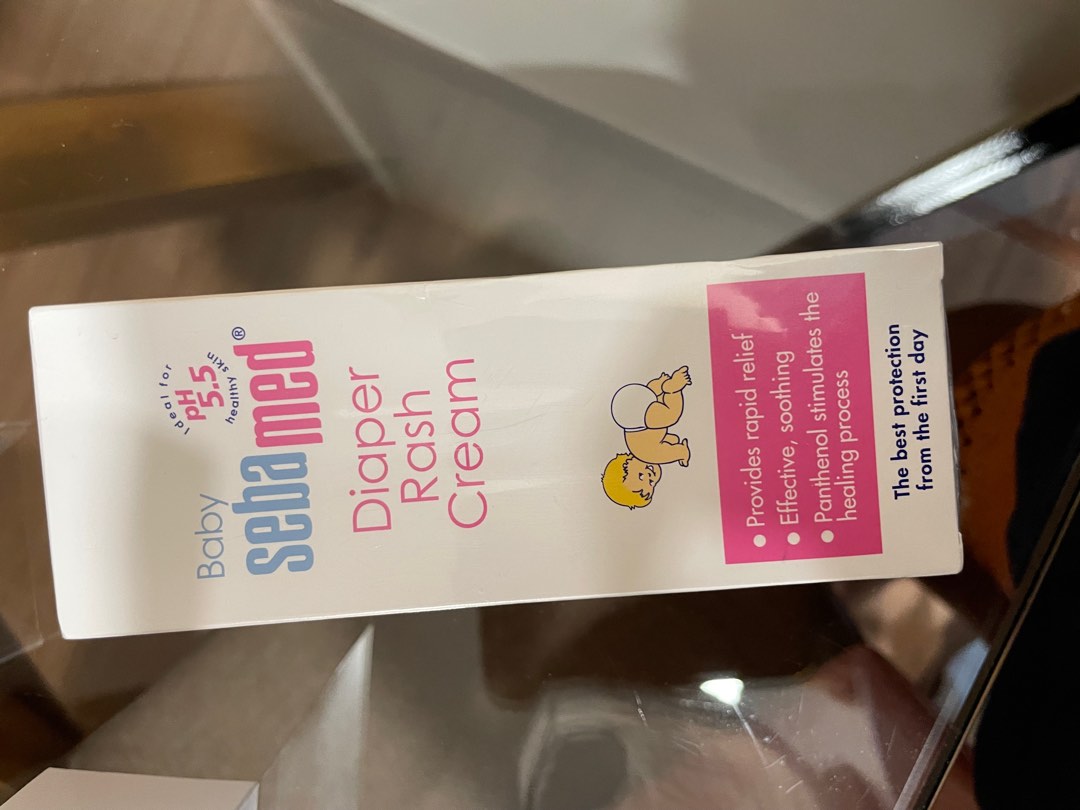 Baby
sebamed®
ideal for
pH
5.5
healthy skin
Diaper
Rash
Cream
• Provides rapid relief
• Effective, soothing
• Panthenol stimulates the
healing process
The best protection
from the first day